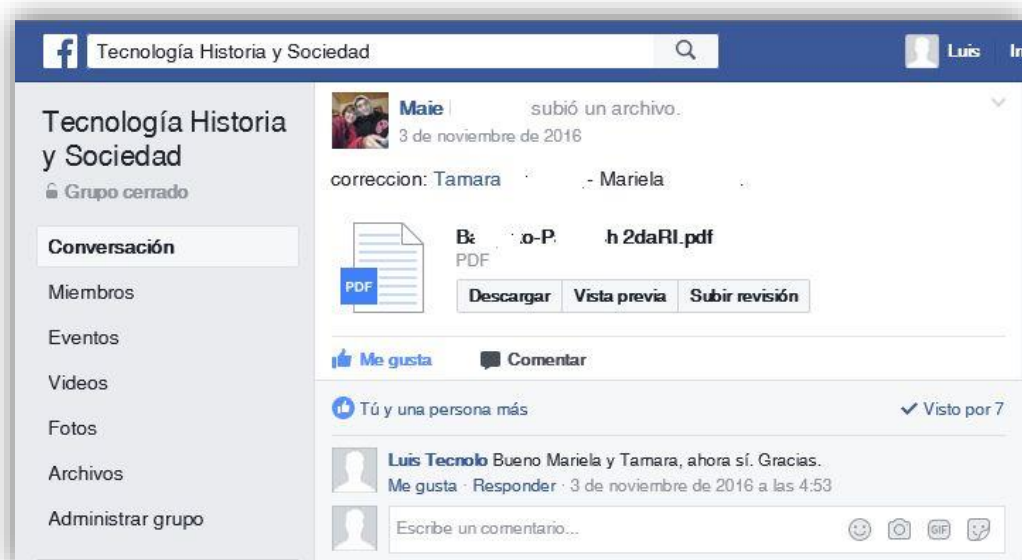 Tecnología Historia y Sociedad
Luis
Tecnología Historia
y Sociedad
Grupo cerrado
Conversación
Miembros
Eventos
Videos
Fotos
Archivos
Administrar grupo
Maie subió un archivo.
3 de noviembre de 2016
correccion: Tamara - Mariela
2daRI.pdf
PDF
PDF
Descargar Vista previa Subir revisión
Me gusta Comentar
Tú y una persona más Visto por 7
Luis Tecnolo Bueno Mariela y Tamara, ahora sí. Gracias.
Me gusta · Responder · 3 de noviembre de 2016 a las 4:53
Escribe un comentario...
GIF